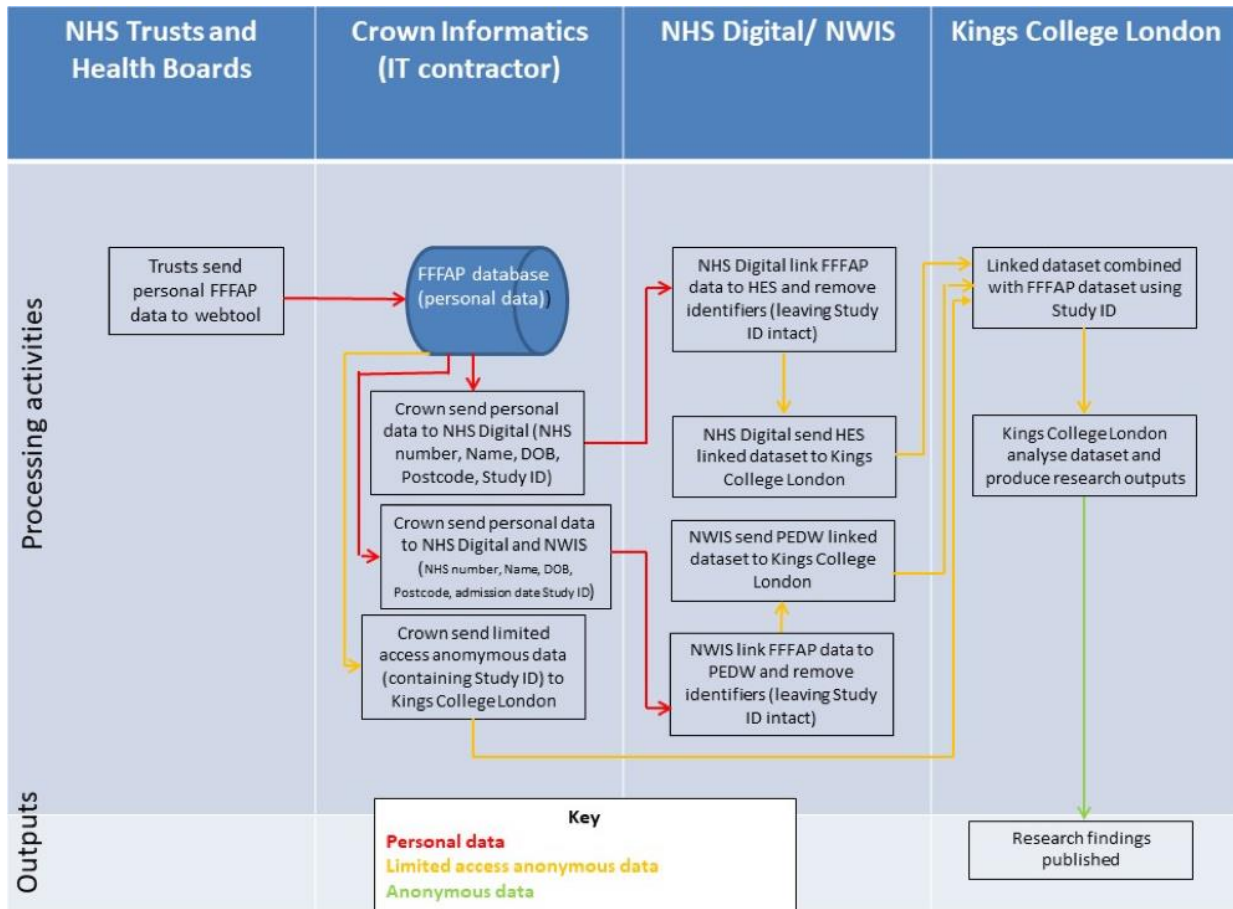 NHS Trusts and
Health Boards
Crown Informatics
(IT contractor)
NHS Digital/ NWIS
Kings College London
Processing activities
Trusts send
personal FFFAP
data to webtool
FFFAP database
(personal data))
Crown send personal
data to NHS Digital (NHS
number, Name, DOB,
Postcode, Study ID)
Crown send personal data
to NHS Digital and NWIS
(NHS number, Name, DOB,
Postcode, admission date Study ID)
Crown send limited
access anomymous data
(containing Study ID) to
Kings College London
NHS Digital link FFFAP
data to HES and remove
identifiers (leaving Study
ID intact)
NHS Digital send HES
linked dataset to Kings
College London
NWIS send PEDW linked
dataset to Kings College
London
NWIS link FFFAP data to
PEDW and remove
identifiers (leaving Study
ID intact)
Linked dataset combined
with FFFAP dataset using
Study ID
Kings College London
analyse dataset and
produce research outputs
Outputs
Key
Personal data
Limited access anonymous data
Anonymous data
Research findings
published